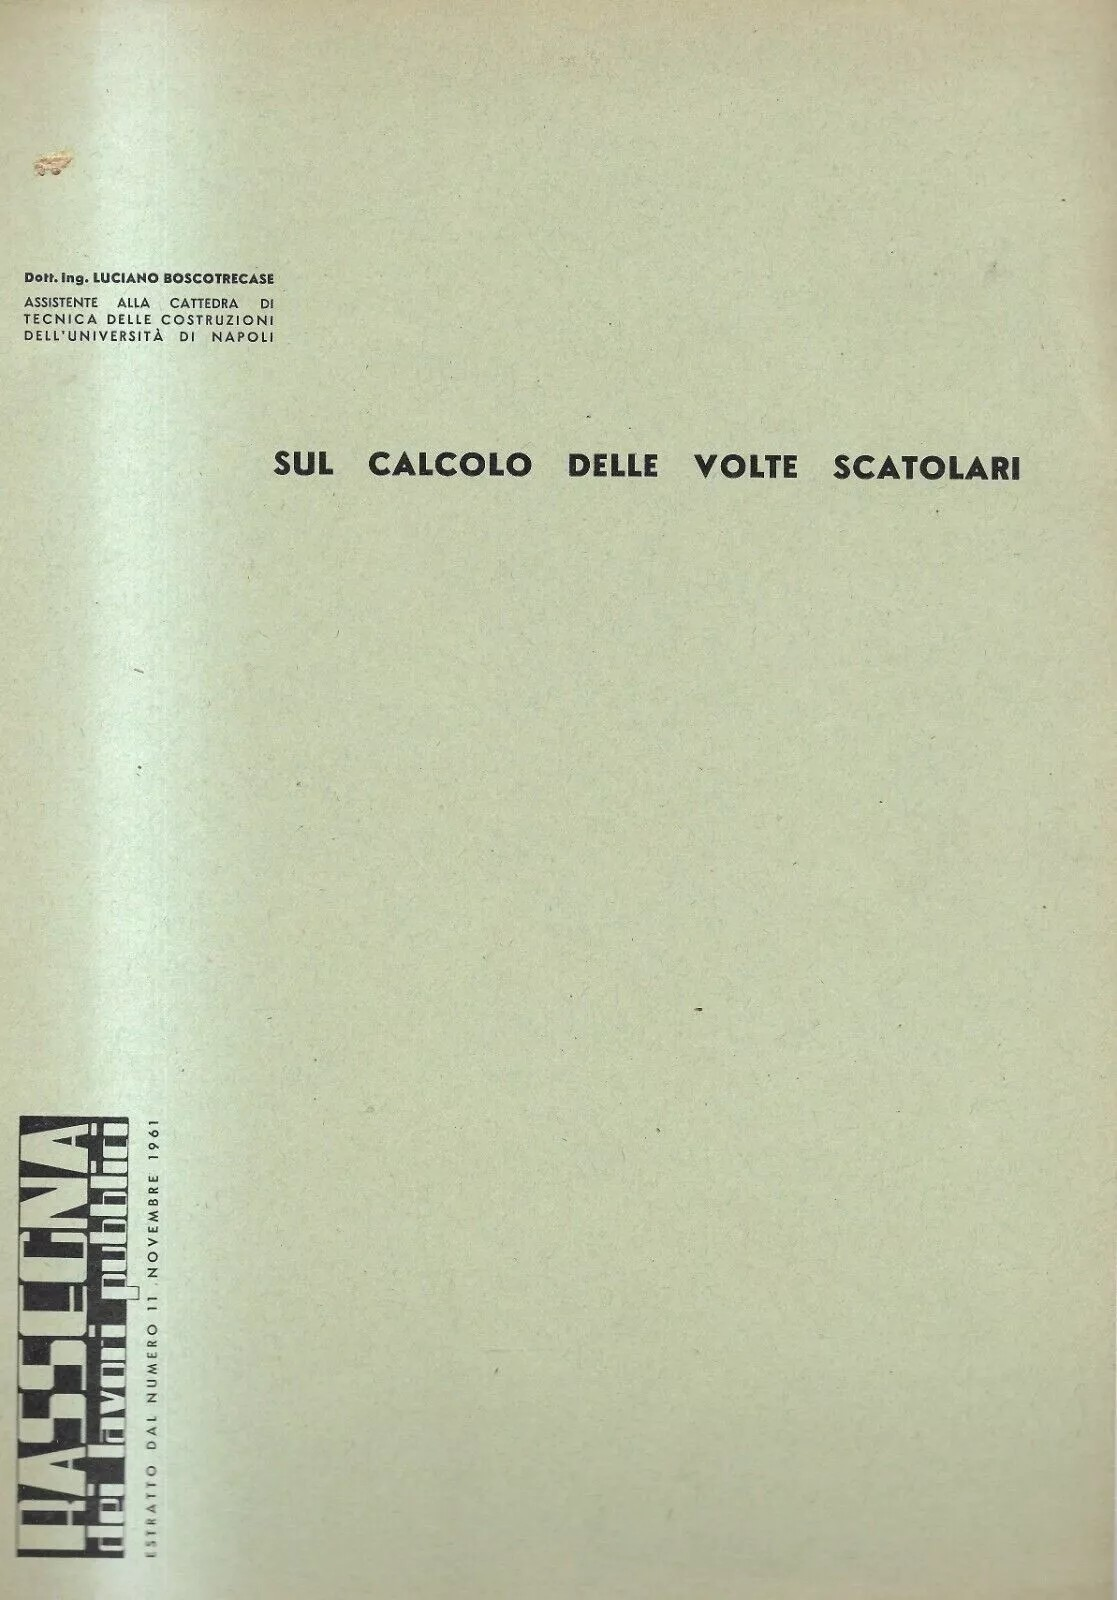 Dott. Ing. LUCIANO BOSCOTRECASE
ASSISTENTE ALLA CATTEDRA DI
TECNICA DELLE COSTRUZIONI
DELL'UNIVERSITÀ DI NAPOLI
SUL CALCOLO DELLE VOLTE SCATOLARI
RASSEGNA
dei lavori pubblici
ESTRATTO DAL NUMERO 11 NOVEMBRE 1961